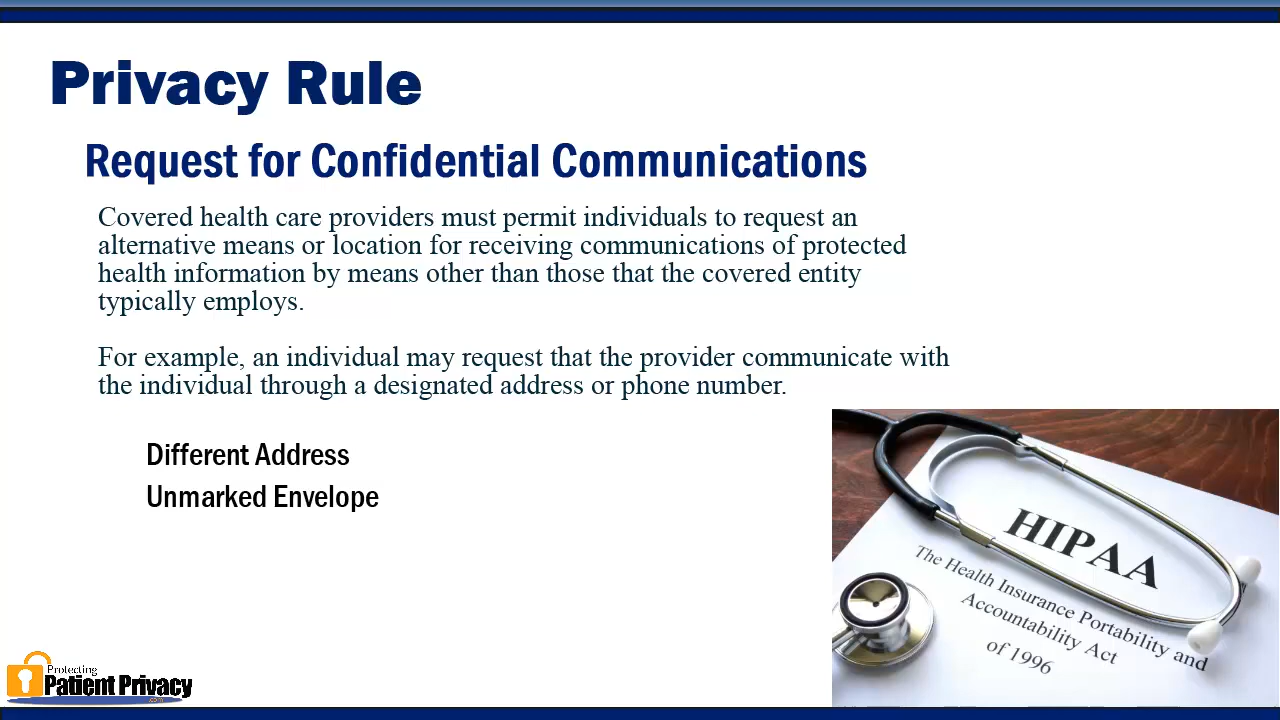 Privacy Rule
Request for Confidential Communications
Covered health care providers must permit individuals to request an
alternative means or location for receiving communications of protected
health information by means other than those that the covered entity
typically employs.
For example, an individual may request that the provider communicate with
the individual through a designated address or phone number.
Different Address
Unmarked Envelope
HIPAA
The Health Insurance Portability and
Accountability Act
of 1996
Protecting
Patient Privacy
.com